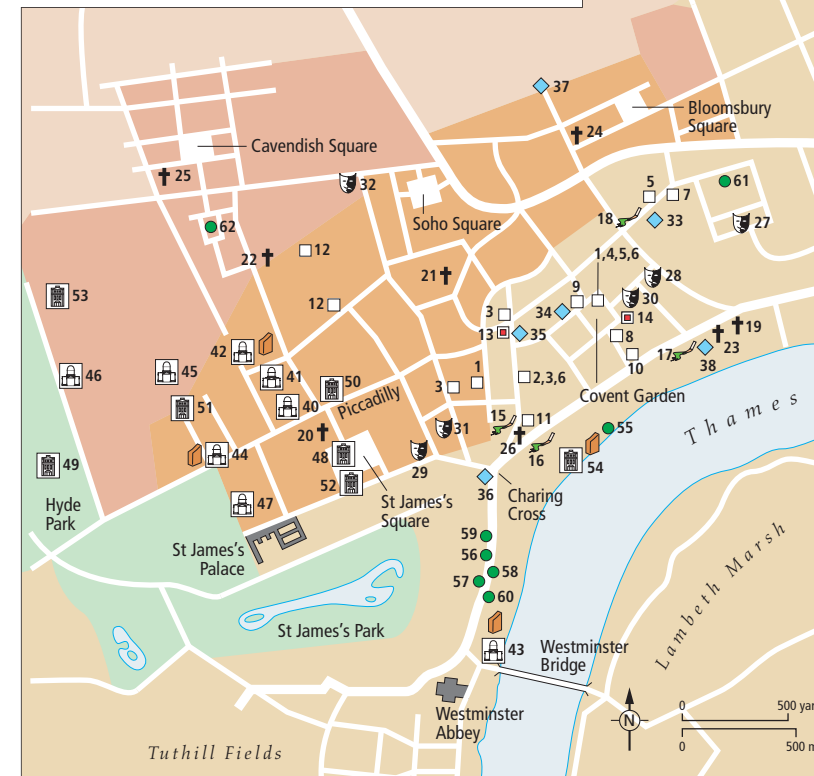 37
24
Bloomsbury
Square
Cavendish Square
25
32
5
7
61
Soho Square
18
33
27
62
22
12
1,4,5,6
21
28
53
9
30
12
3
34
14
13
35
8
19
42
17
23
38
10
46
45
41
50
1
2,3,6
3
51
40
Piccadilly
Covent Garden
Thames
15
11
31
20
26
55
44
48
16
49
29
54
52
Hyde
Park
47
St James's
Square
36
Charing
Cross
59
St James's
Palace
56
58
57
60
Lambeth Marsh
St James's Park
43
Westminster
Bridge
Westminster
Abbey
N
0
500 yar
0
500 m
Tuthill Fields